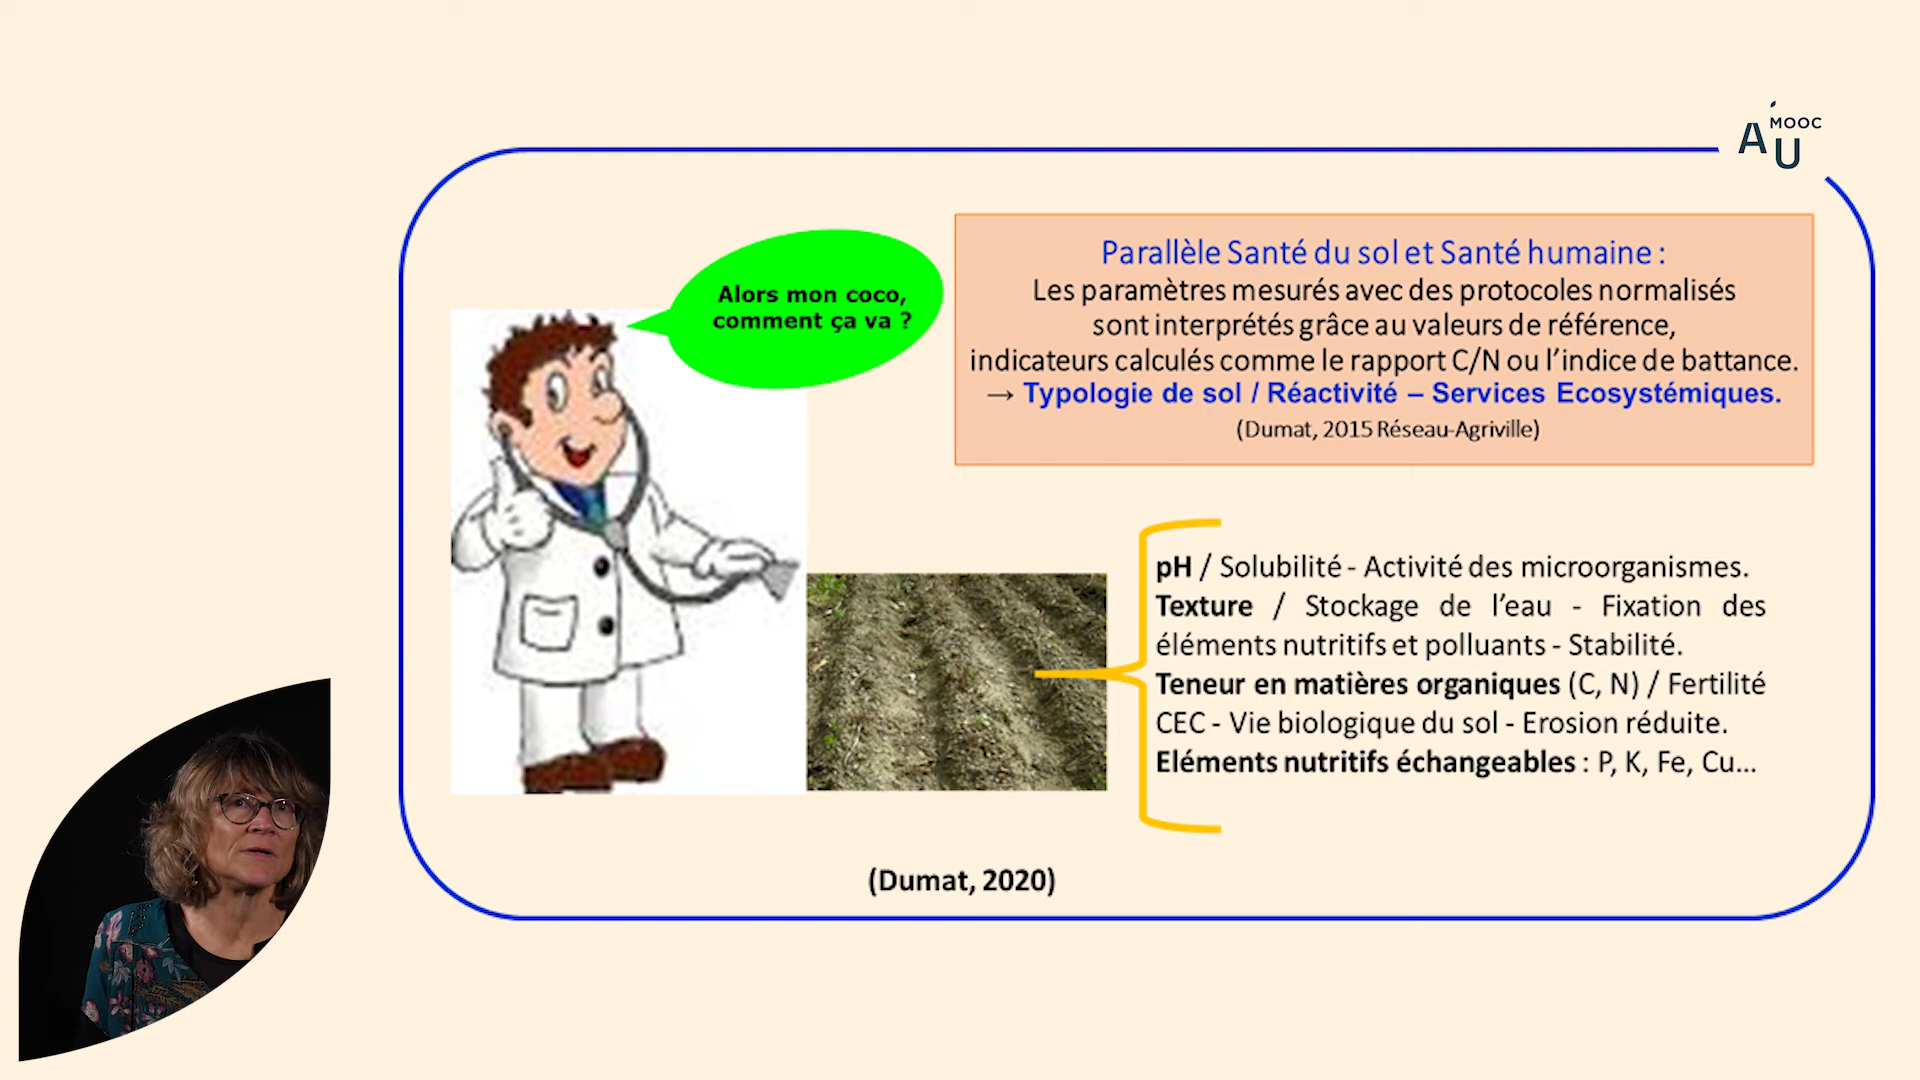 MOOC
AU
Alors mon coco,
comment ça va ?
Parallèle Santé du sol et Santé humaine :
Les paramètres mesurés avec des protocoles normalisés
sont interprétés grâce au valeurs de référence,
indicateurs calculés comme le rapport C/N ou l’indice de battance.
→ Typologie de sol / Réactivité – Services Ecosystémiques.
(Dumat, 2015 Réseau-Agriville)
pH / Solubilité - Activité des microorganismes.
Texture / Stockage de l’eau - Fixation des
éléments nutritifs et polluants - Stabilité.
Teneur en matières organiques (C, N) / Fertilité
CEC - Vie biologique du sol - Erosion réduite.
Eléments nutritifs échangeables : P, K, Fe, Cu...
(Dumat, 2020)